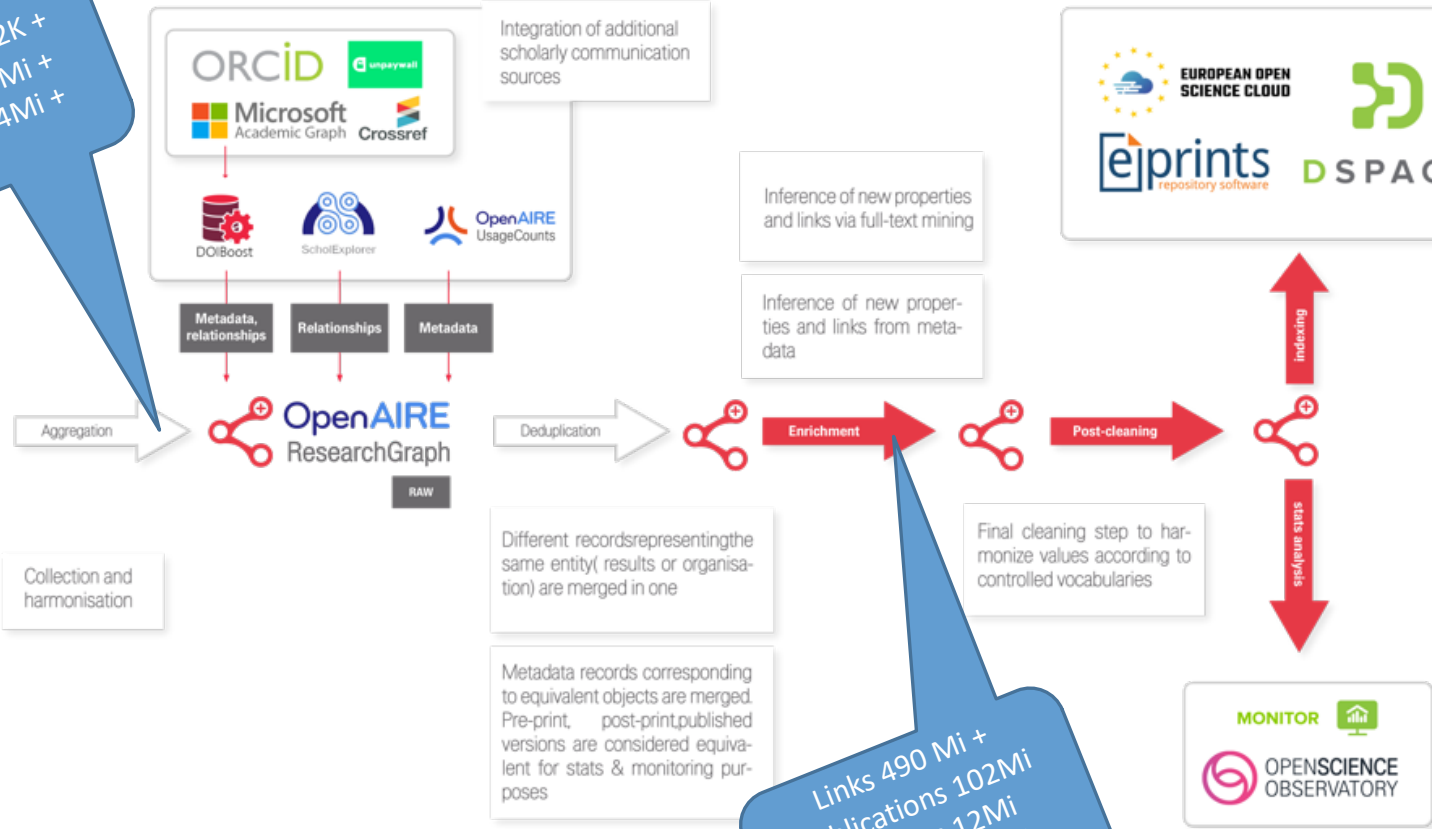 2K +
Mi +
4Mi +
ORCiD
unpaywall
Microsoft
Academic Graph
Crossref
Integration of additional
scholarly communication
sources
DOIBoost
ScholExplorer
OpenAIRE
UsageCounts
Metadata,
relationships
Relationships
Metadata
Aggregation
OpenAIRE
ResearchGraph
RAW
Collection and
harmonisation
Deduplication
Different recordsrepresentingthe
same entity( results or organisa-
tion) are merged in one
Metadata records corresponding
to equivalent objects are merged.
Pre-print, post-print,published
versions are considered equiva-
lent for stats & monitoring pur-
poses
Inference of new properties
and links via full-text mining
Inference of new proper-
ties and links from meta-
data
Enrichment
Links 490 Mi +
blications 102Mi
12Mi
Post-cleaning
Final cleaning step to har-
monize values according to
controlled vocabularies
EUROPEAN OPEN
SCIENCE CLOUD
eprints
repository software
DSPAC
indexing
stats analysis
MONITOR
OPENSCIENCE
OBSERVATORY